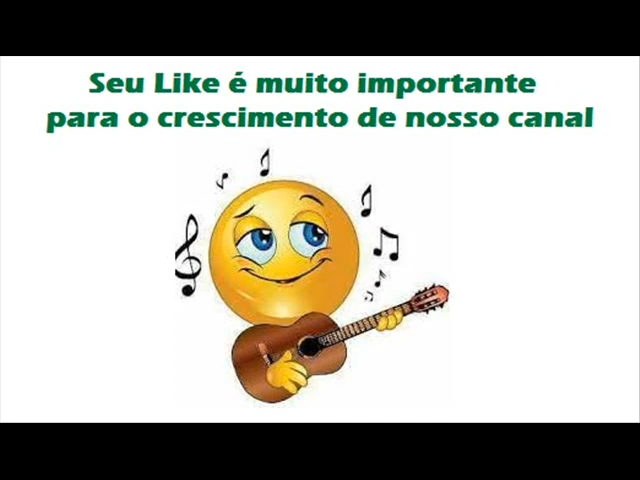 Seu Like é muito importante
para o crescimento de nosso canal